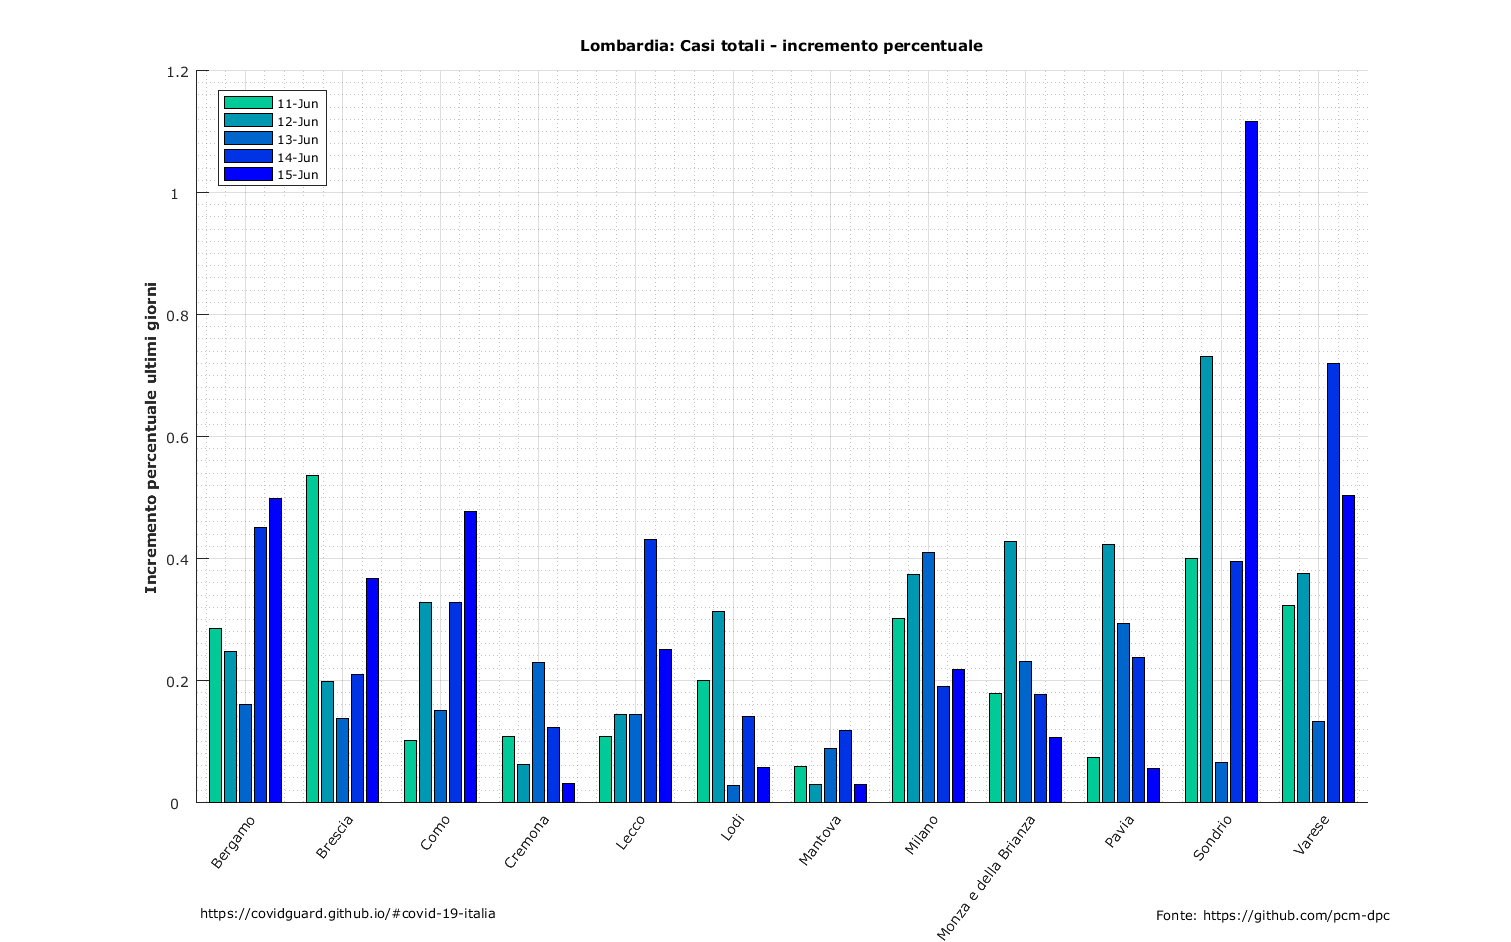 Lombardia: Casi totali - incremento percentuale
Incremento percentuale ultimi giorni
1.2
1
0.8
0.6
0.4
0.2
0
11-Jun
12-Jun
13-Jun
14-Jun
15-Jun
Bergamo
Brescia
Como
Cremona
Lecco
Lodi
Mantova
Milano
Monza e della Brianza
Pavia
Sondrio
Varese
https://covidguard.github.io/#covid-19-italia
Fonte: https://github.com/pcm-dpc